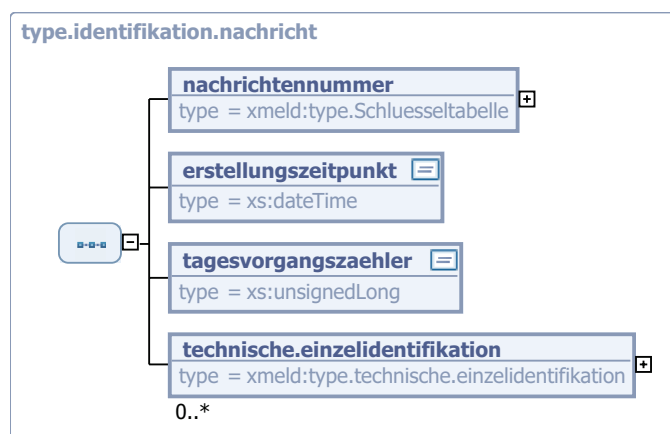 type.identifikation.nachricht
nachrichtennummer
type = xmeld:type.Schluesseltabelle
erstellungszeitpunkt
type = xs:dateTime
tagesvorgangszaehler
type = xs:unsignedLong
technische.einzelidentifikation
type = xmeld:type.technische.einzelidentifikation
0..*